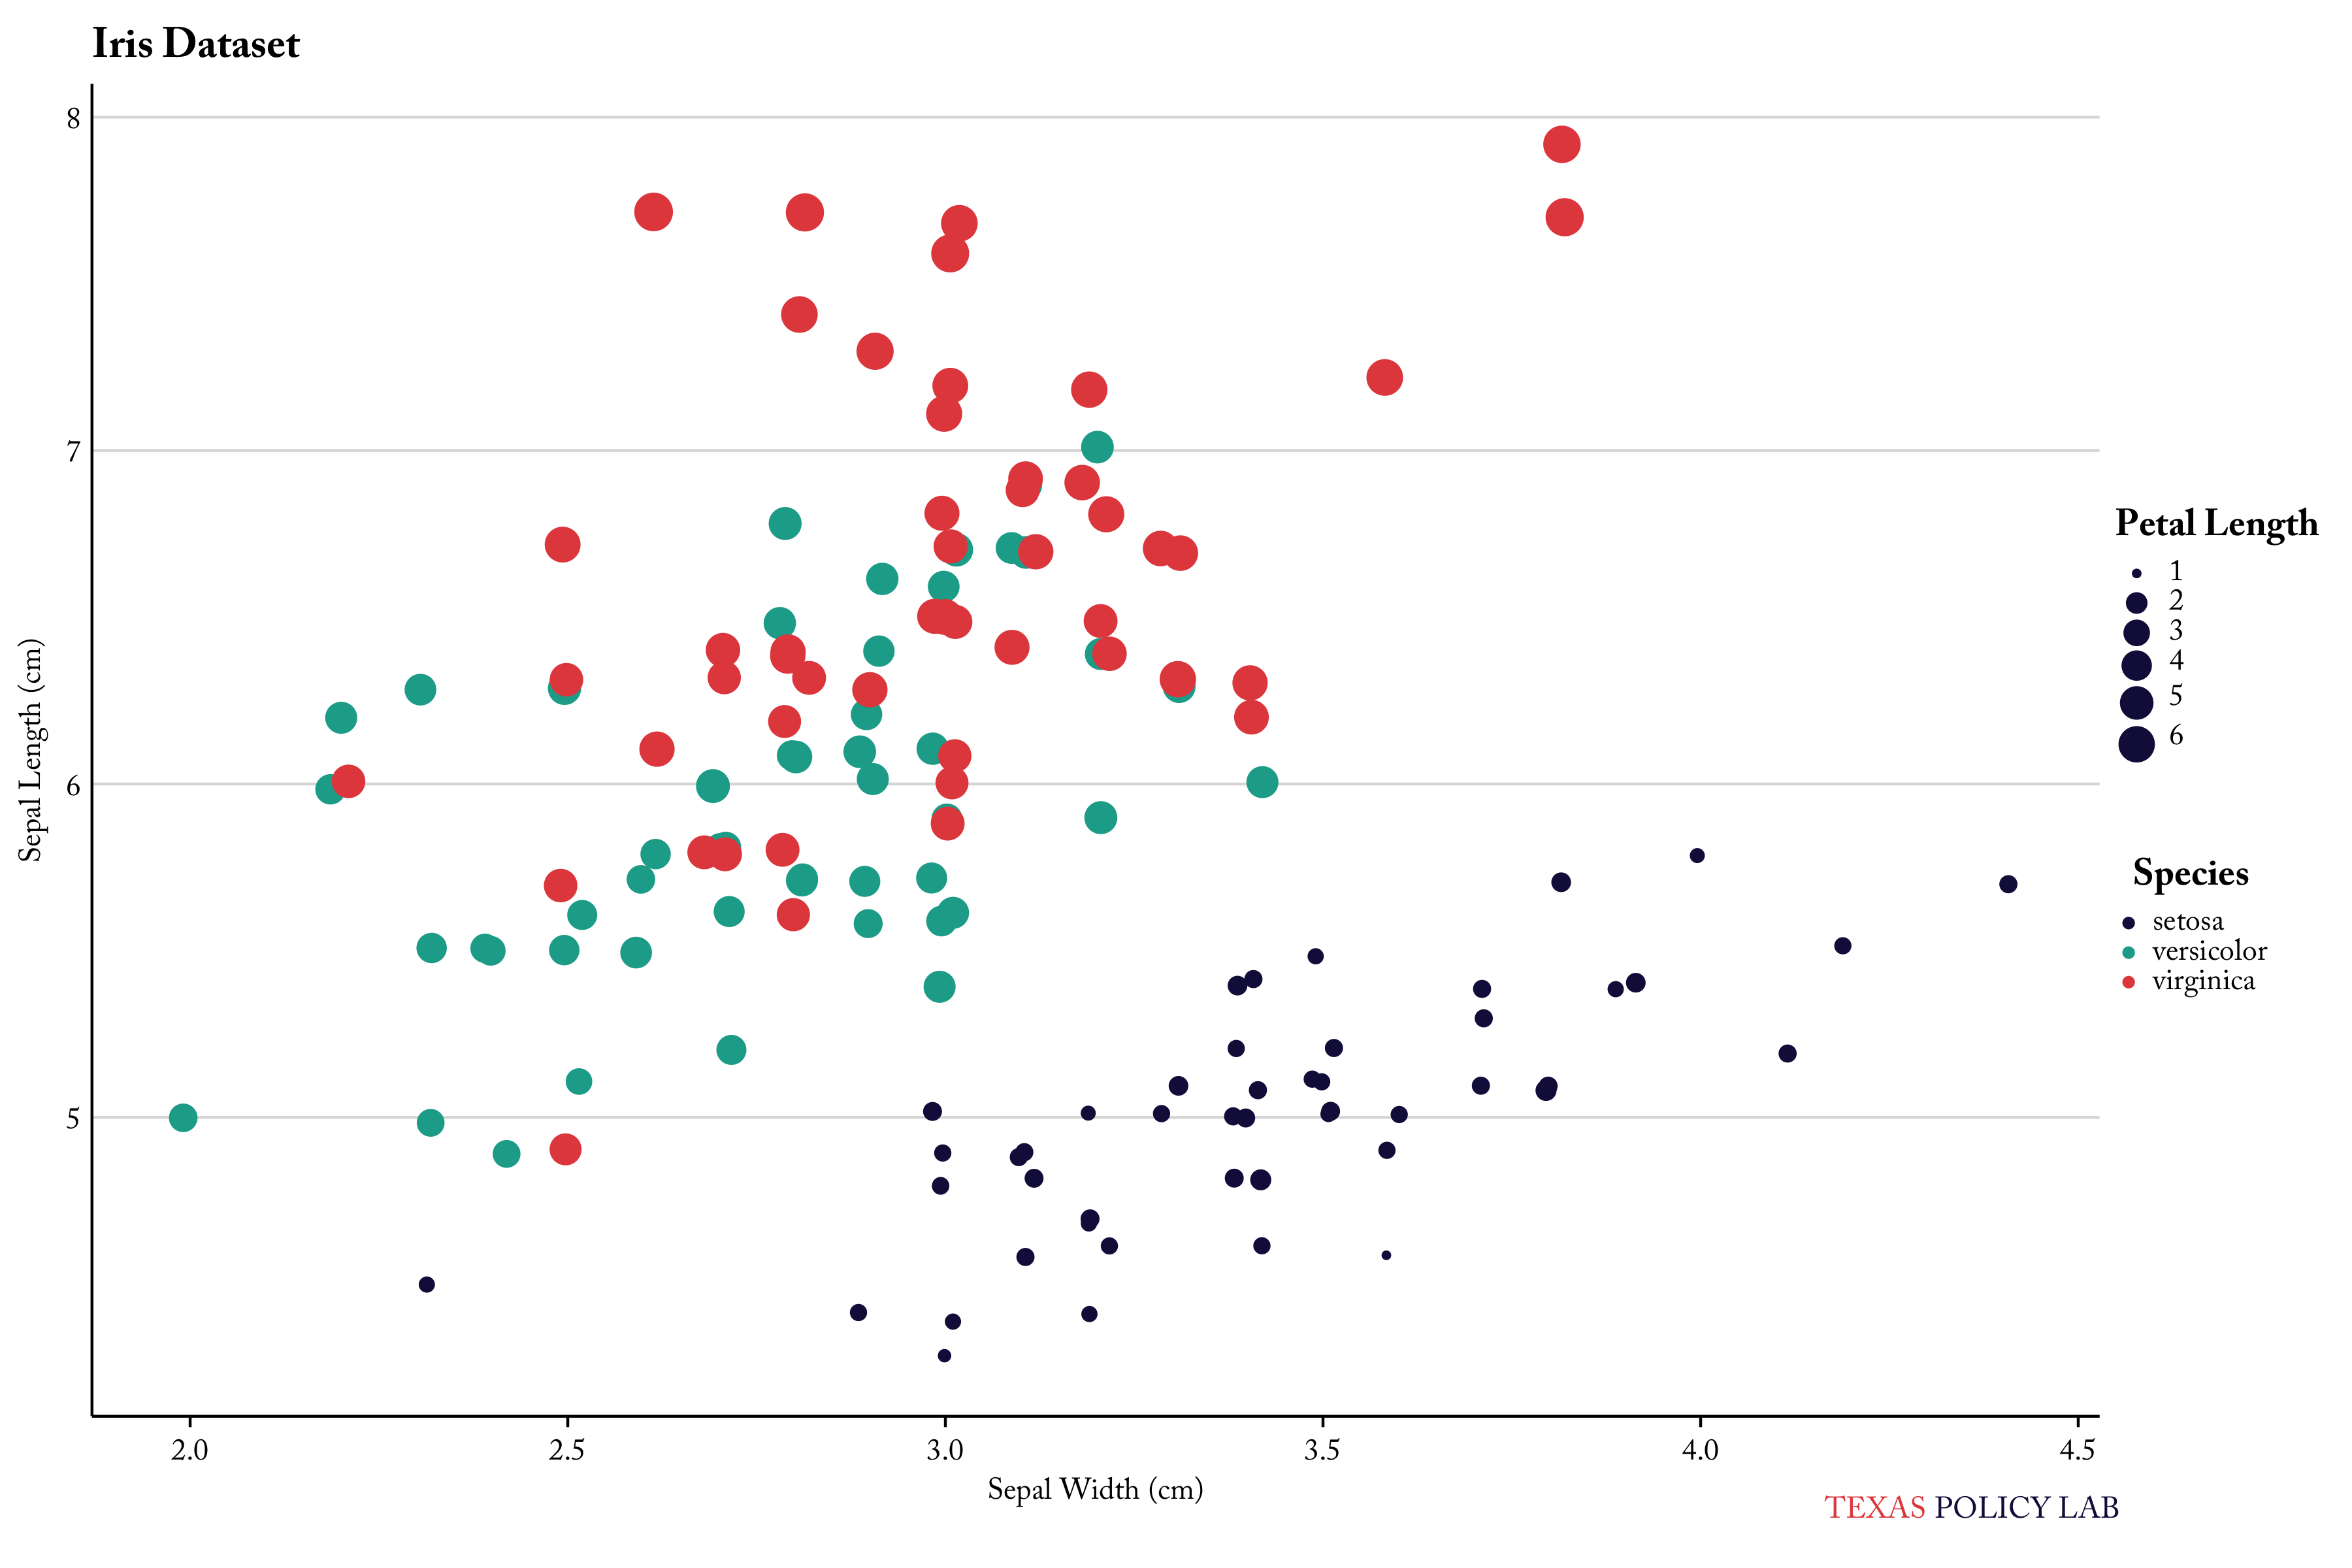 Iris Dataset
8
7
6
5
Sepal Length (cm)
2.0 2.5 3.0 3.5 4.0 4.5
Sepal Width (cm)
Petal Length
1
2
3
4
5
6
Species
setosa
versicolor
virginica
TEXAS POLICY LAB